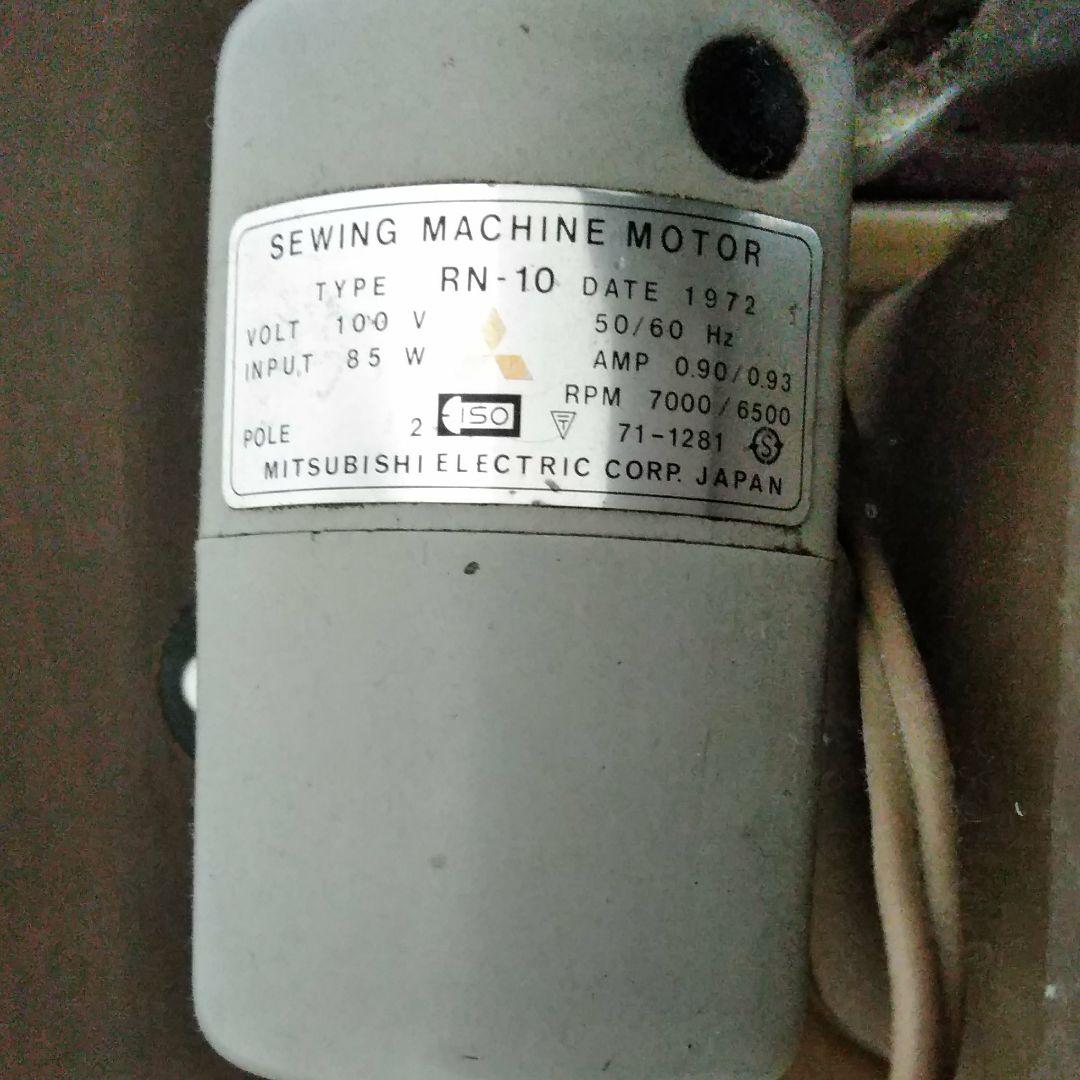 SEWING MACHINE MOTOR
TYPE RN-10 DATE 1972
VOLT 100 V 50/60 Hz
INPUT 85 W AMP 0.90/0.93
RPM 7000/6500
POLE 2 ISO T 71-1281 S
MITSUBISHI ELECTRIC CORP. JAPAN